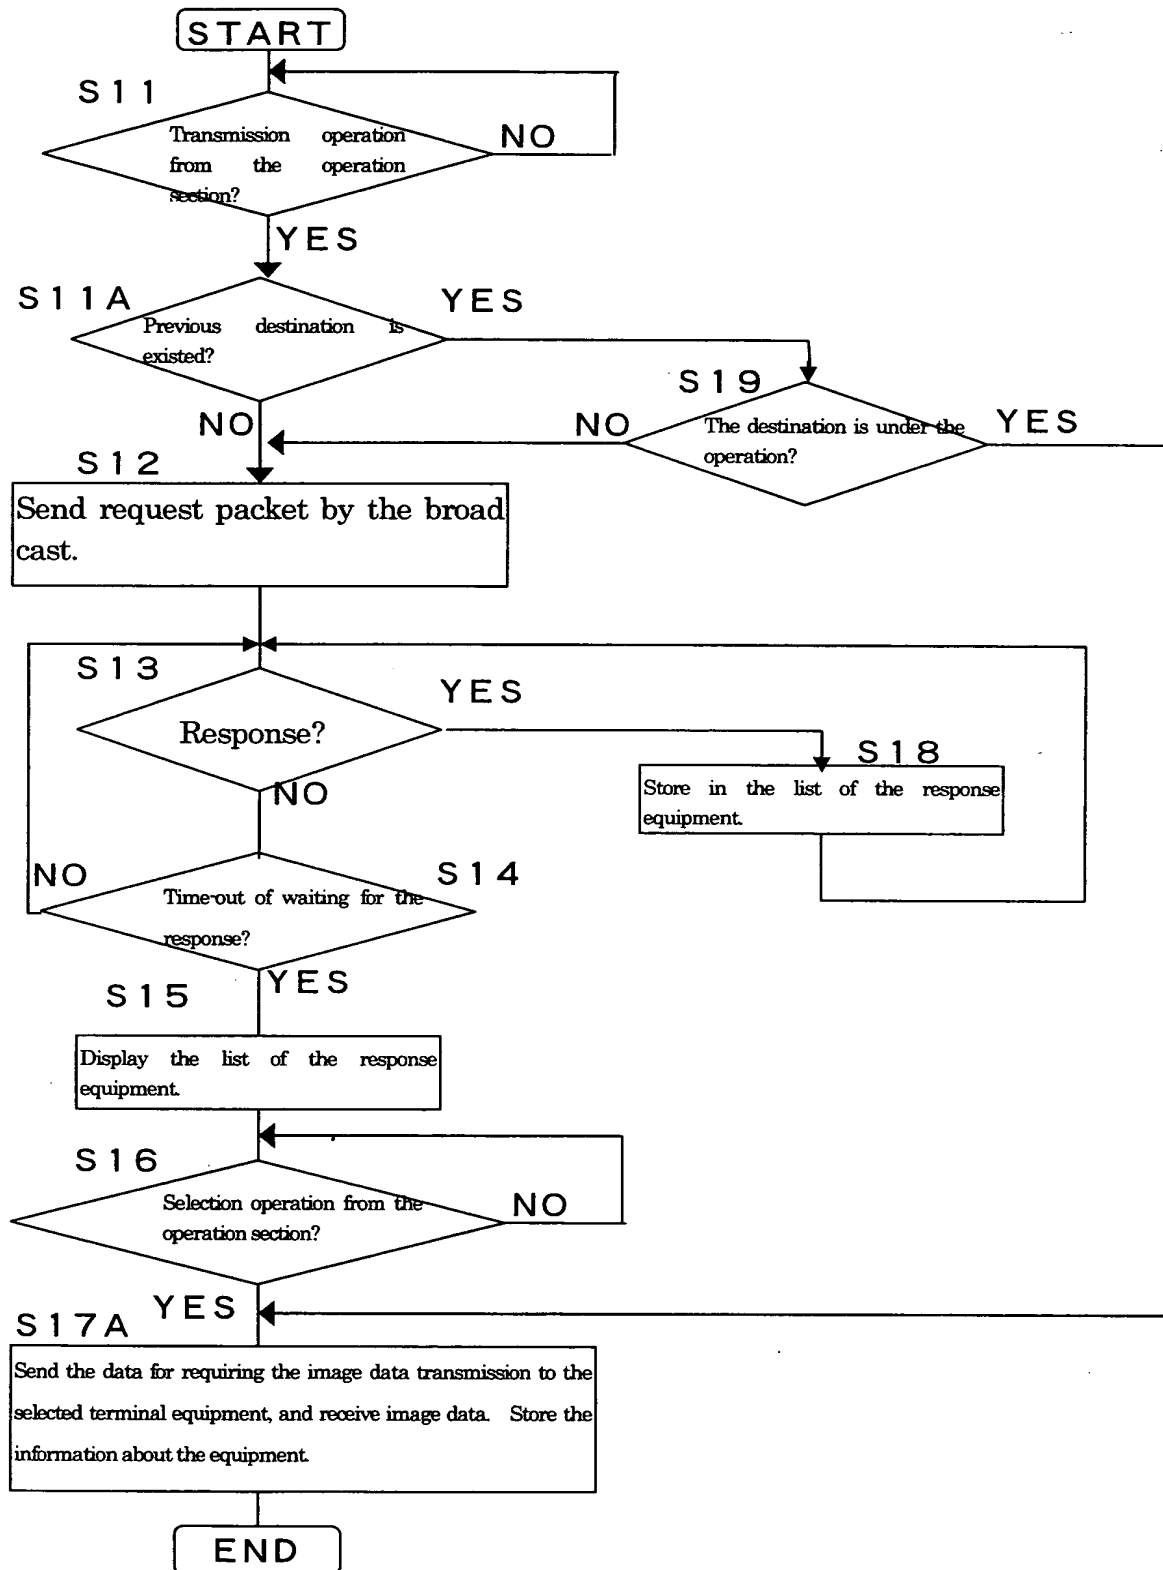 START
S11
Transmission operation
from the operation
section?
NO
YES
S11A
Previous destination is
existed?
YES
NO
S19
The destination is under the
operation?
NO
YES
S12
Send request packet by the broad
cast.
S13
Response?
YES
NO
S18
Store in the list of the response
equipment.
S14
Time-out of waiting for the
response?
NO
YES
S15
Display the list of the response
equipment.
S16
Selection operation from the
operation section?
NO
YES
S17A
Send the data for requiring the image data transmission to the
selected terminal equipment, and receive image data. Store the
information about the equipment.
END